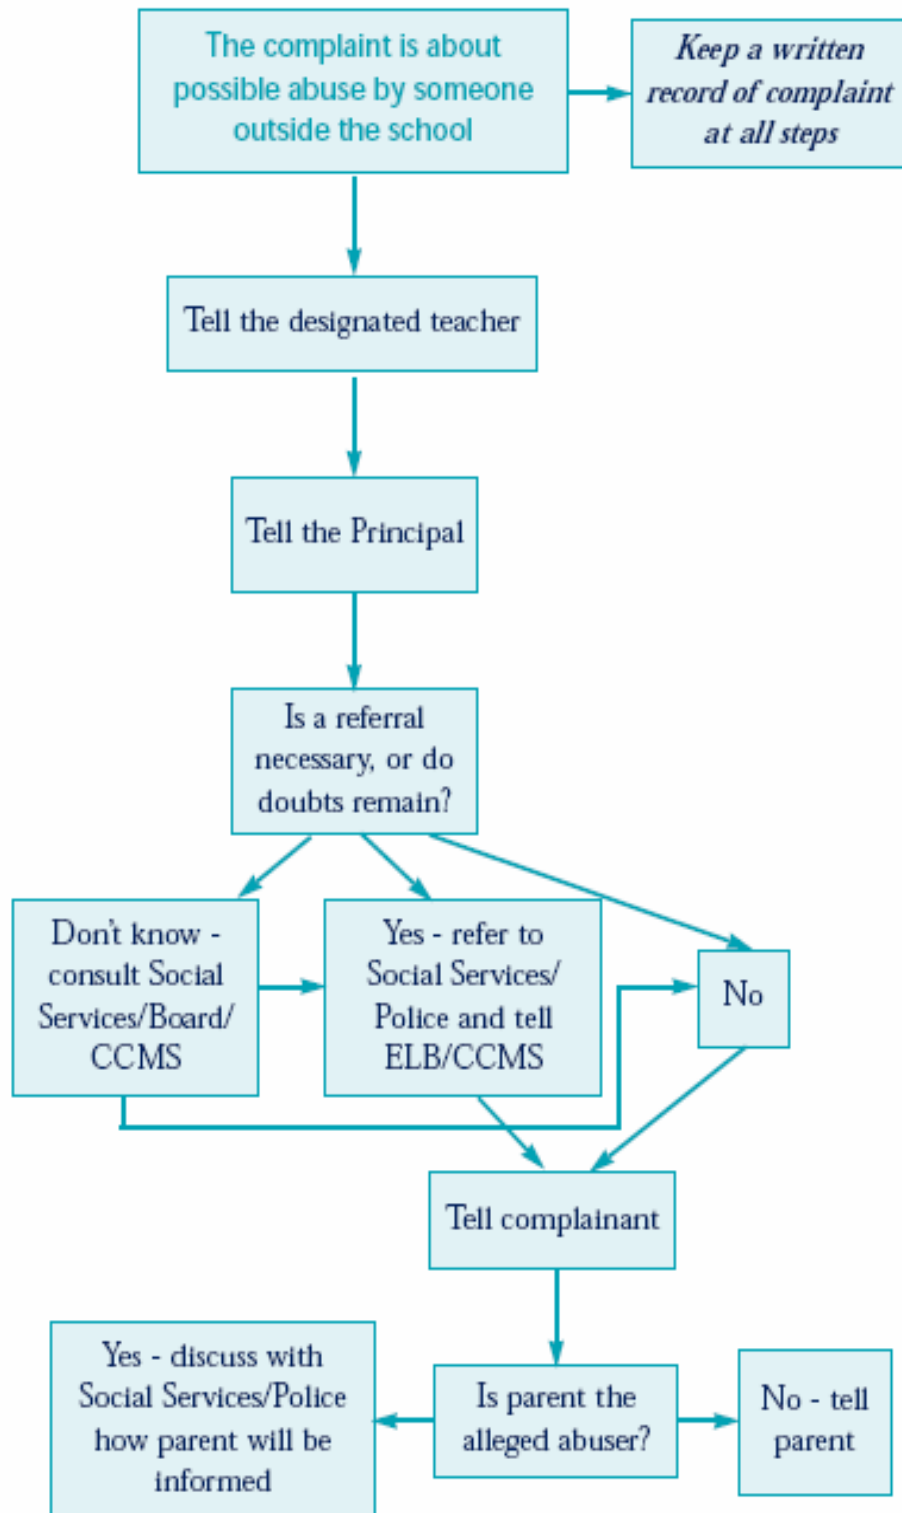 The complaint is about
possible abuse by someone
outside the school
Keep a written
record of complaint
at all steps
Tell the designated teacher
Tell the Principal
Is a referral
necessary, or do
doubts remain?
Don't know -
consult Social
Services/Board/
CCMS
Yes - refer to
Social Services/
Police and tell
ELB/CCMS
No
Tell complainant
Yes - discuss with
Social Services/Police
how parent will be
informed
Is parent the
alleged abuser?
No - tell
parent